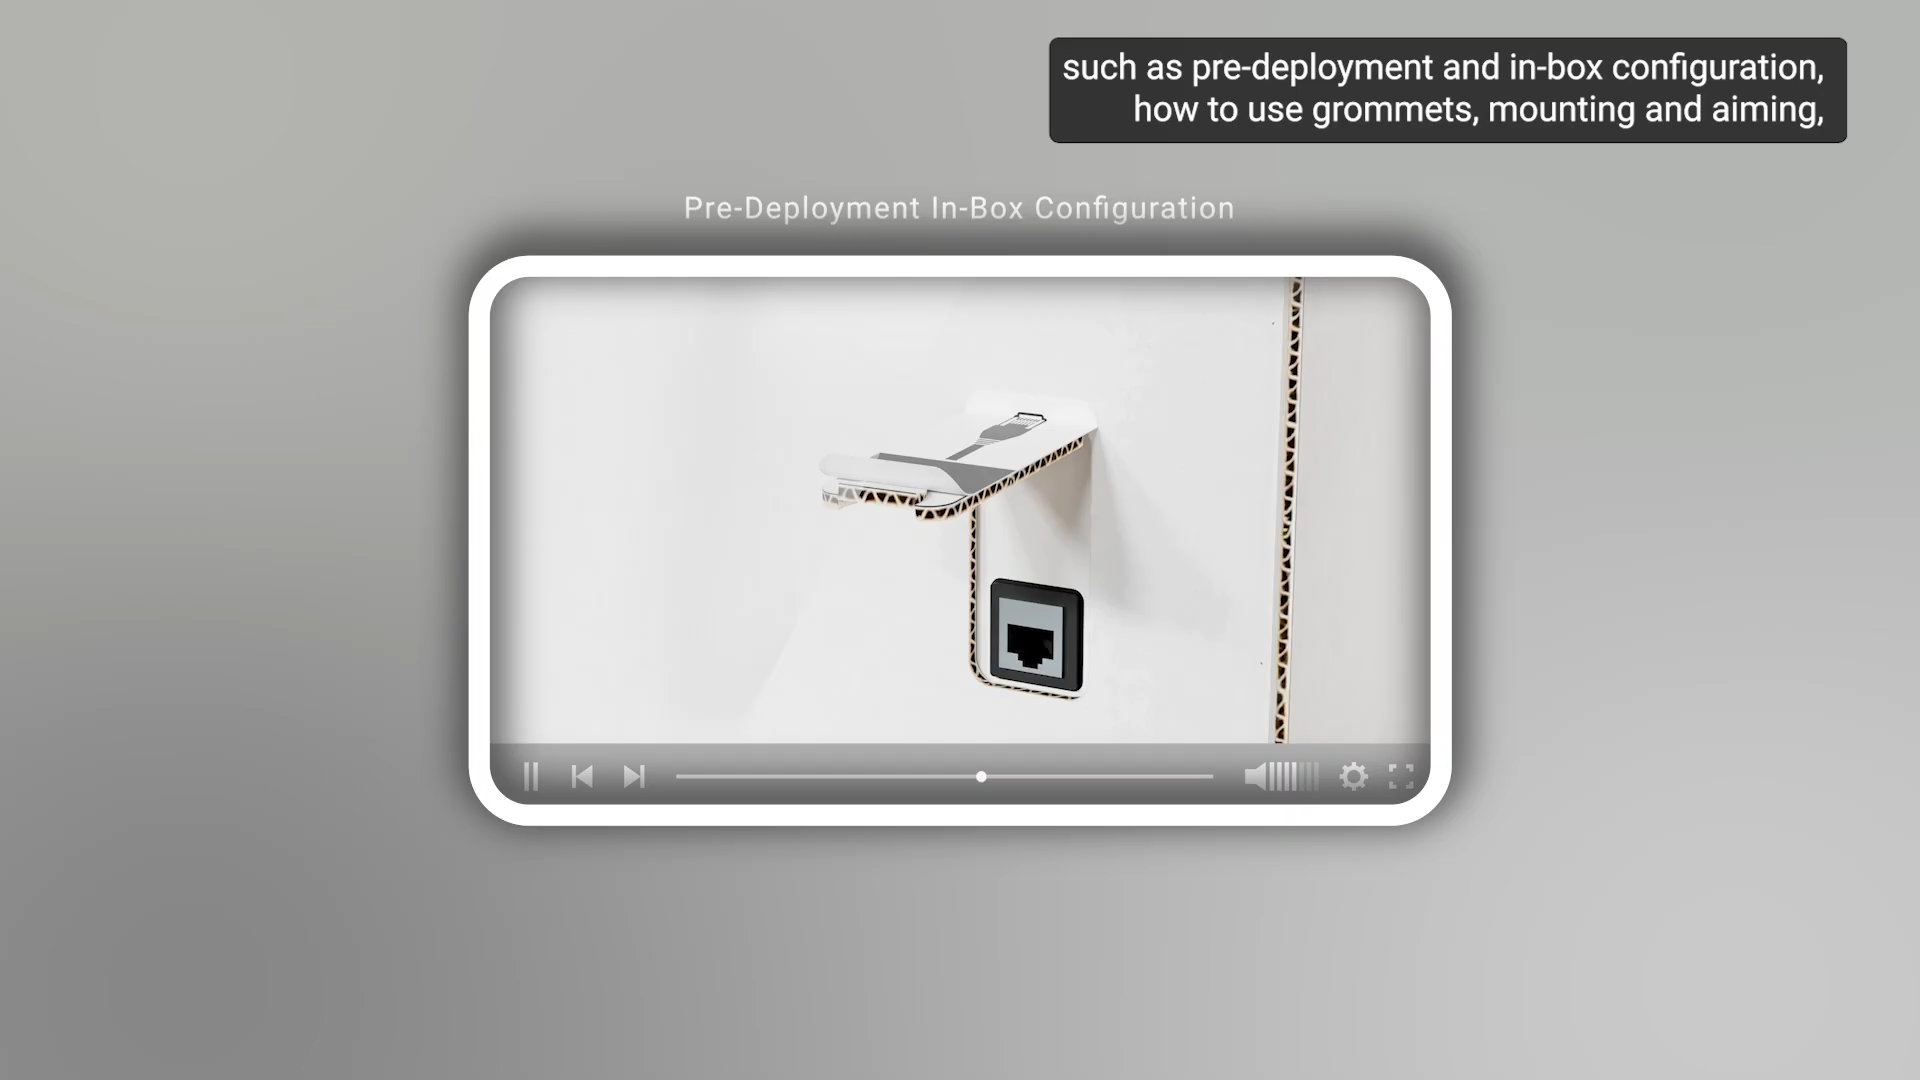 such as pre-deployment and in-box configuration,
how to use grommets, mounting and aiming,
Pre-Deployment In-Box Configuration